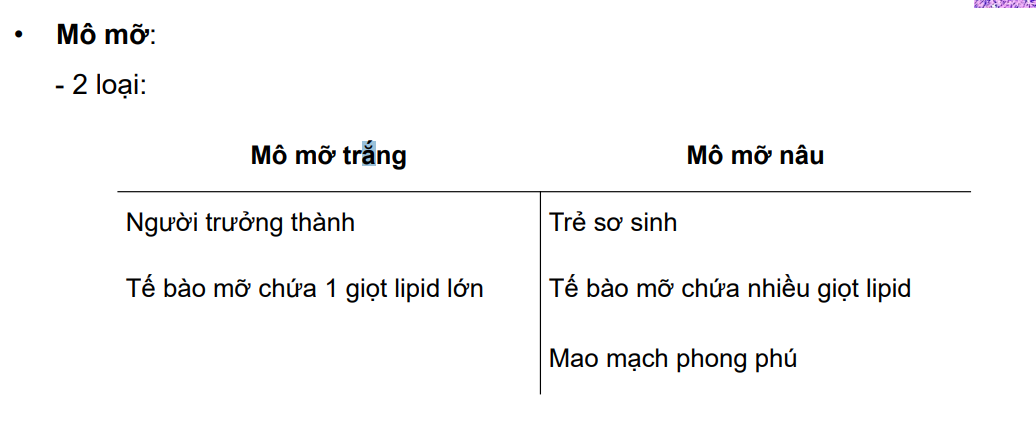 • Mô mỡ:
- 2 loại:
Mô mỡ trắng Mô mỡ nâu
Người trưởng thành Trẻ sơ sinh
Tế bào mỡ chứa 1 giọt lipid lớn Tế bào mỡ chứa nhiều giọt lipid
Mao mạch phong phú